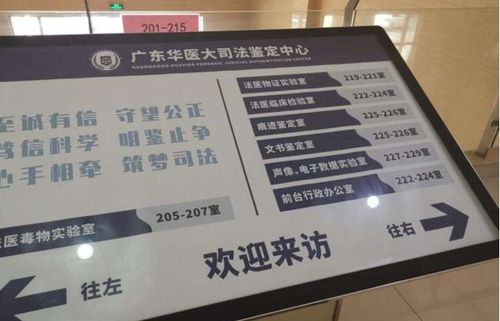 201-215
广东华医大司法鉴定中心
GUANGDONG HUAYIDA FORENSIC JUDICIAL AUTHENTICATION CENTER
至诚有信 守望公正
笃信科学 明鉴止争
心手相牵 筑梦司法
法医物证实验室 219-221室
法医临床检验室 222-224室
痕迹鉴定室 225-226室
文书鉴定室 225-226室
声像、电子数据实验室 227-229室
前台行政办公室 222-224室
法医毒物实验室 205-207室
往左
欢迎来访
往右